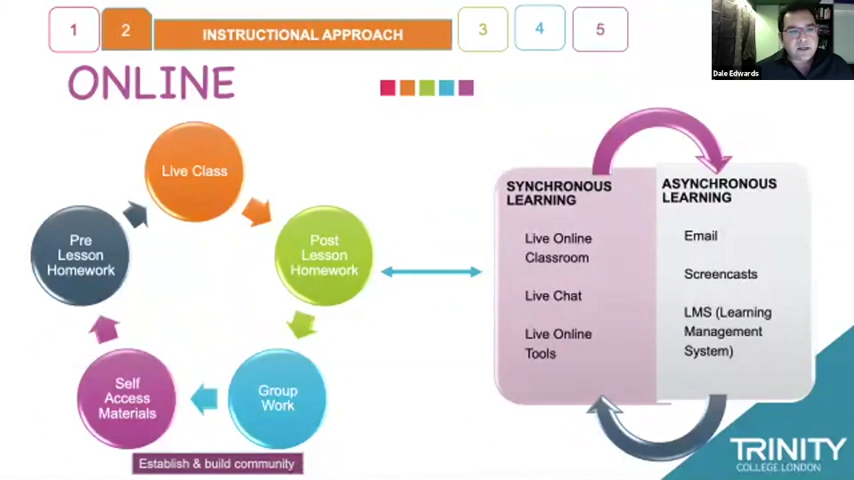 1
2
INSTRUCTIONAL APPROACH
3
4
5
Dale Edwards
ONLINE
Live Class
Post
Lesson
Homework
Group
Work
Self
Access
Materials
Pre
Lesson
Homework
Establish & build community
SYNCHRONOUS
LEARNING
Live Online
Classroom
Live Chat
Live Online
Tools
ASYNCHRONOUS
LEARNING
Email
Screencasts
LMS (Learning
Management
System)
TRINITY
COLLEGE LONDON